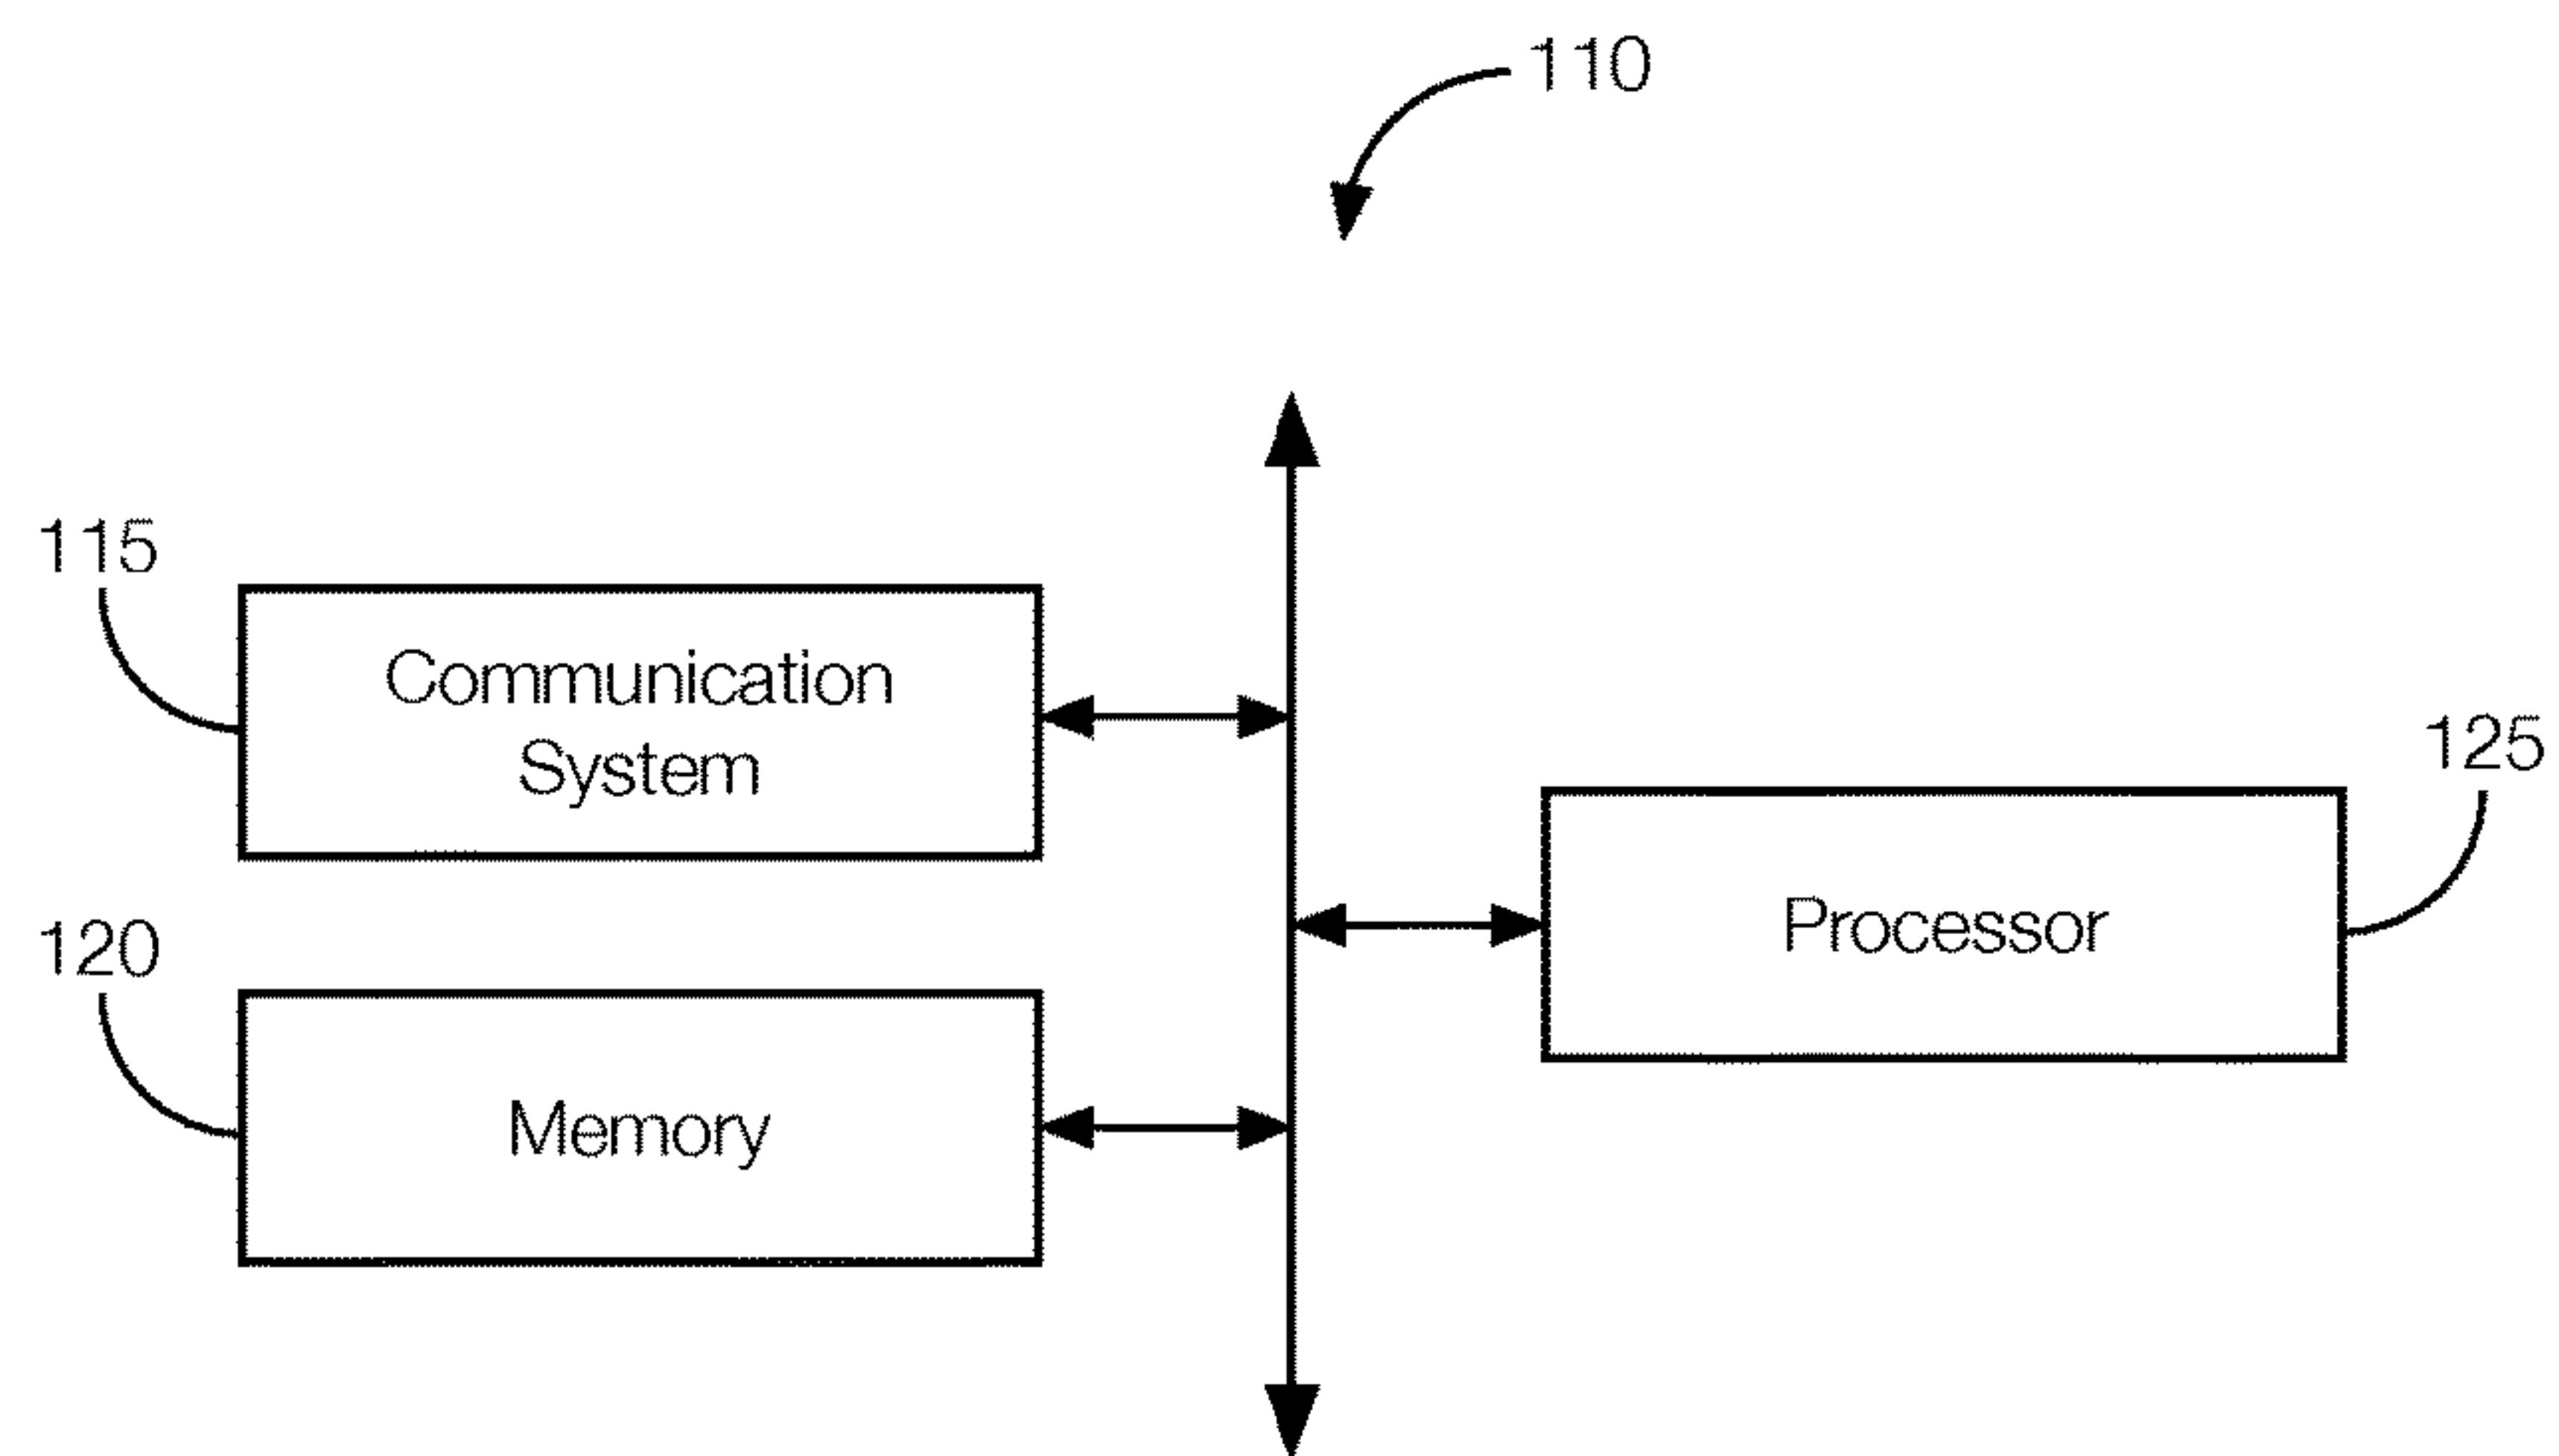 110
115
Communication
System
125
Processor
120
Memory